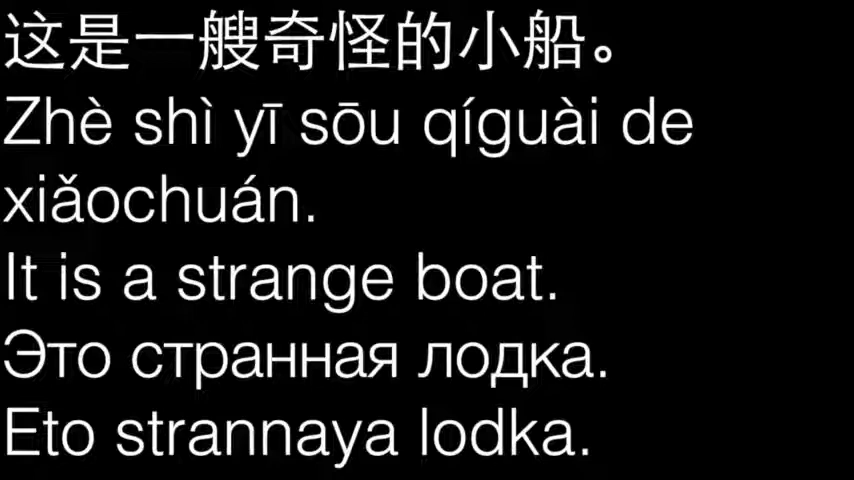 这是一艘奇怪的小船。
Zhè shì yī sōu qíguài de
xiǎochuán.
It is a strange boat.
Это странная лодка.
Eto strannaya lodka.